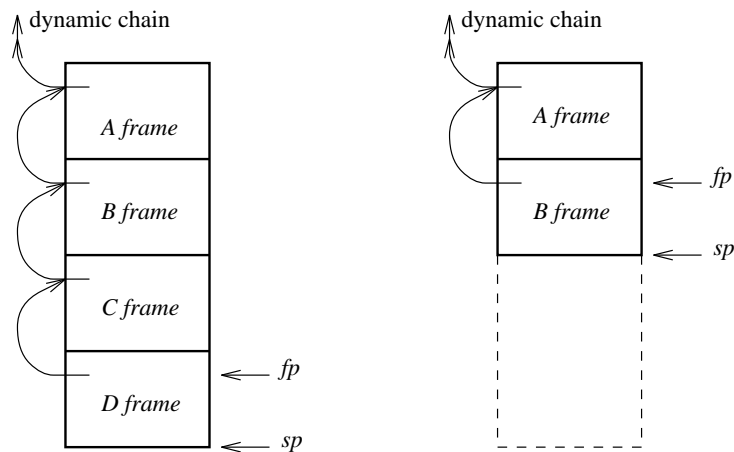 dynamic chain
A frame
B frame
C frame
D frame
fp
sp
dynamic chain
A frame
B frame
fp
sp